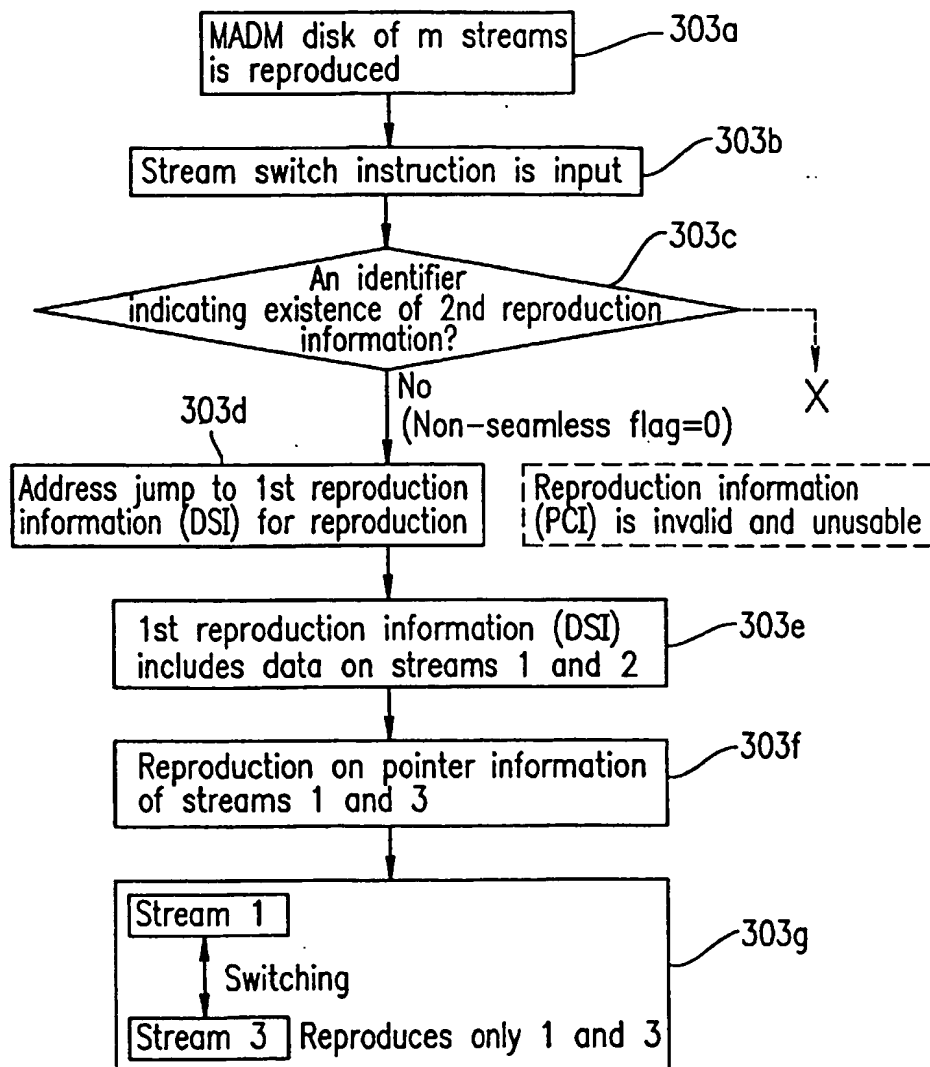 MADM disk of m streams
is reproduced
303a
Stream switch instruction is input
303b
303c
An identifier
indicating existence of 2nd reproduction
information?
X
No
(Non-seamless flag=0)
303d
Address jump to 1st reproduction
information (DSI) for reproduction
Reproduction information
(PCI) is invalid and unusable
1st reproduction information (DSI)
includes data on streams 1 and 2
303e
Reproduction on pointer information
of streams 1 and 3
303f
303g
Stream 1
Switching
Stream 3 Reproduces only 1 and 3